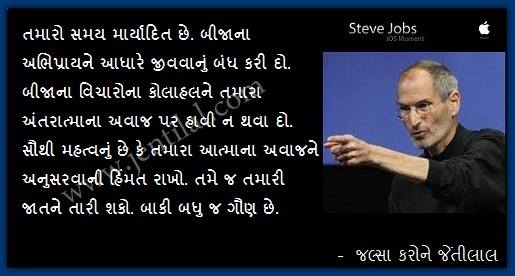 Steve Jobs
iOS Moment
તમારો સમય માર્યાદિત છે. બીજાના
અભિપ્રાયને આધારે જીવવાનું બંધ કરી દો.
બીજાના વિચારોના કોલાહલને તમારા
અંતરાત્માના અવાજ પર હાવી ન થવા દો.
સૌથી મહત્વનું છે કે તમારા આત્માના અવાજને
અનુસરવાની હિંમત રાખો. તમે જ તમારી
જાતને તારી શકો. બાકી બધુ જ ગૌણ છે.
www.jentilal.com
- જલ્સા કરોને જેંતીલાલ